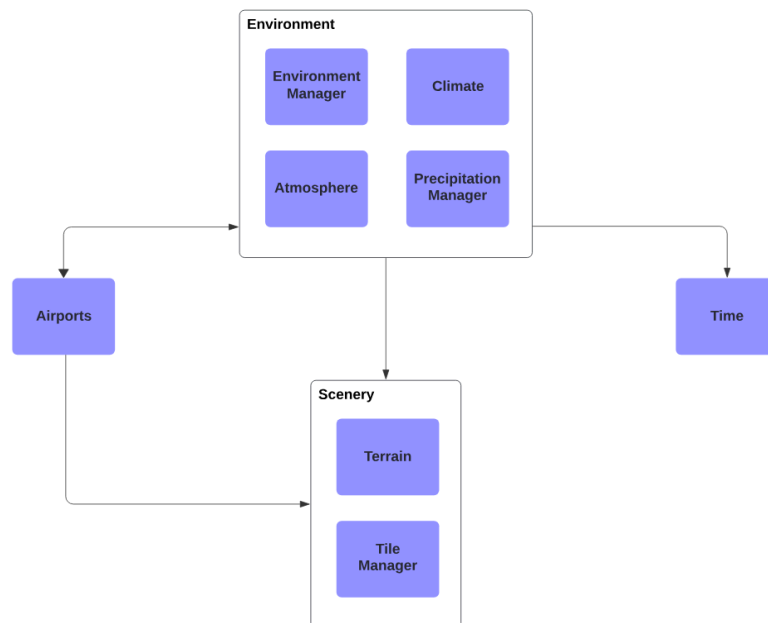 Environment
Environment
Manager
Climate
Atmosphere
Precipitation
Manager
Airports
Time
Scenery
Terrain
Tile
Manager